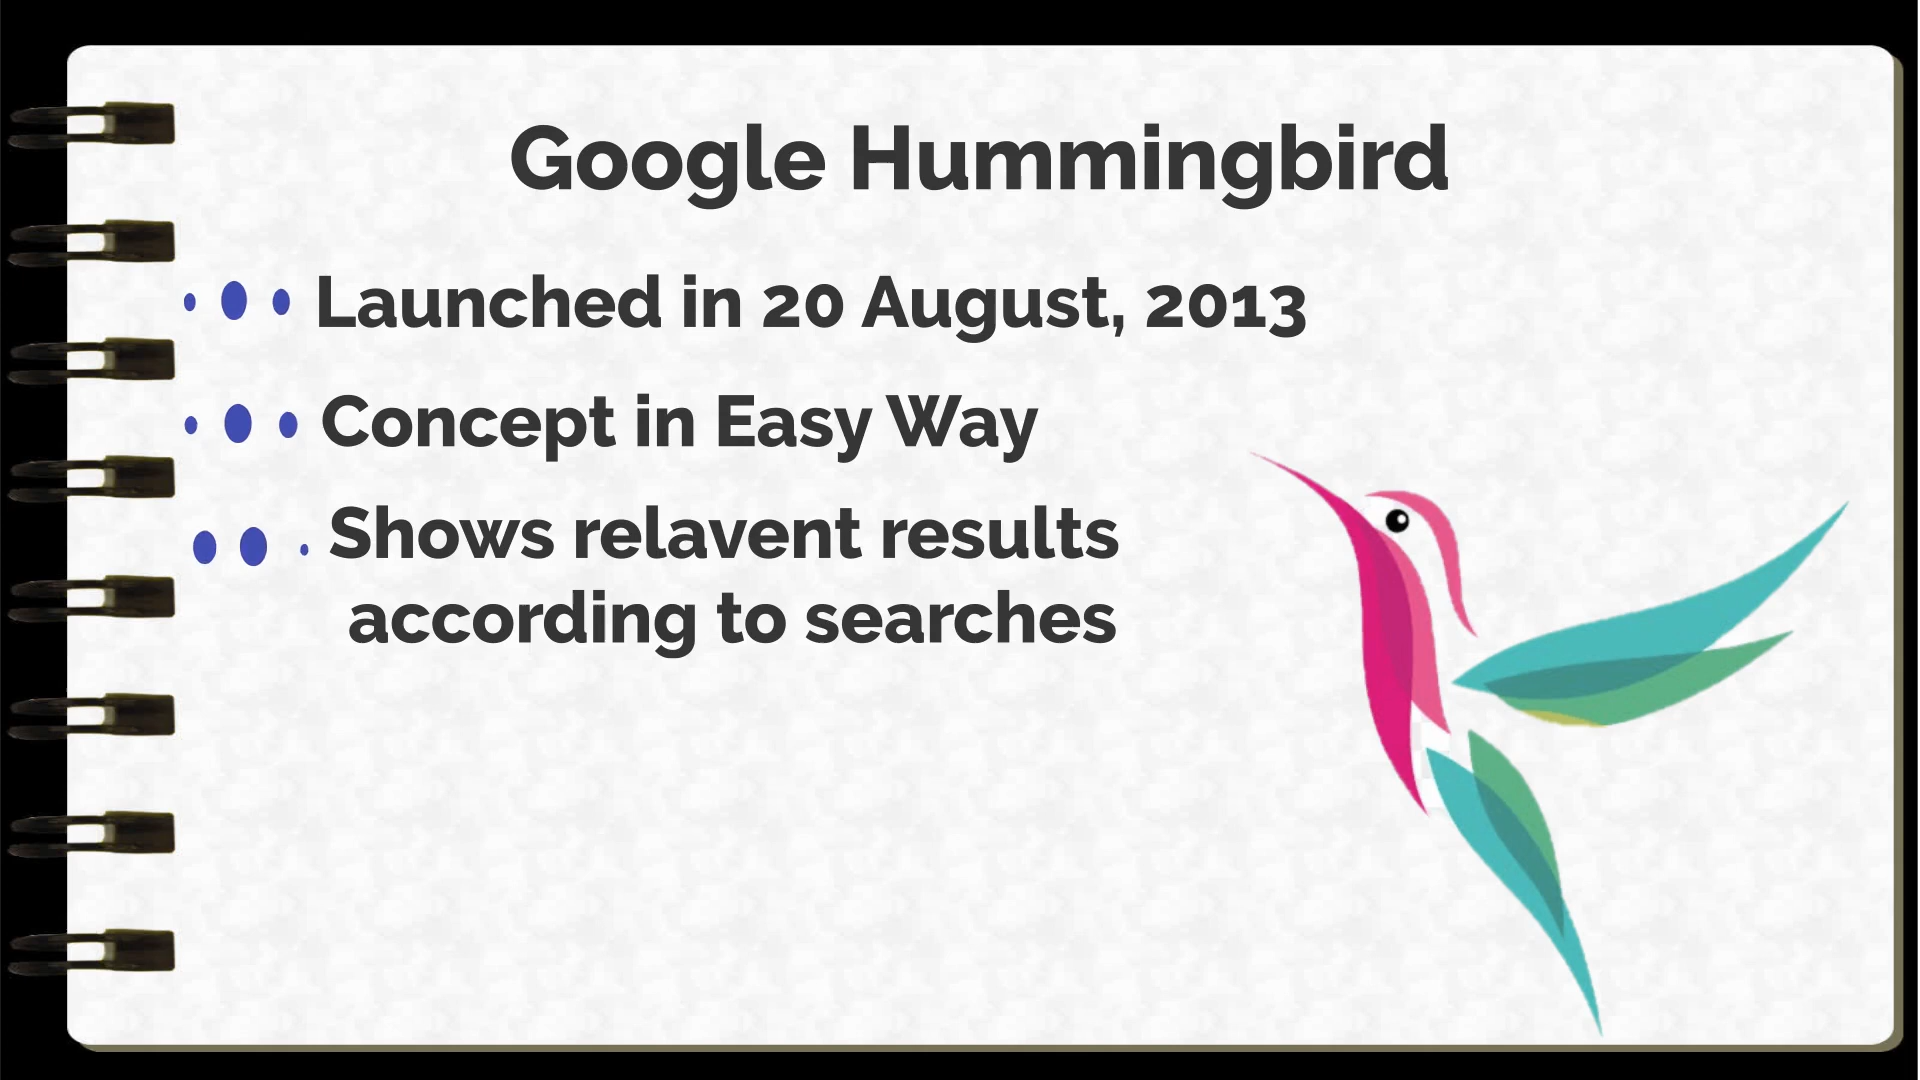 Google Hummingbird
Launched in 20 August, 2013
Concept in Easy Way
Shows relavent results
according to searches